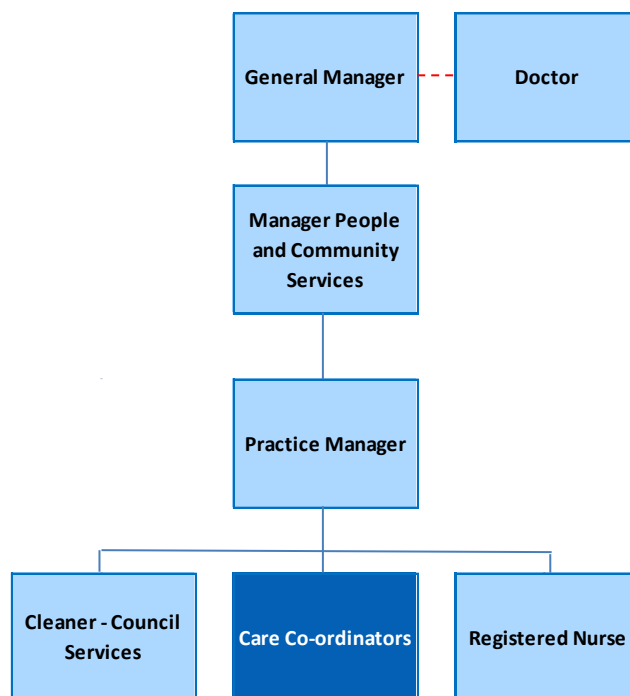 General Manager
Doctor
Manager People
and Community
Services
Practice Manager
Cleaner - Council
Services
Care Co-ordinators
Registered Nurse